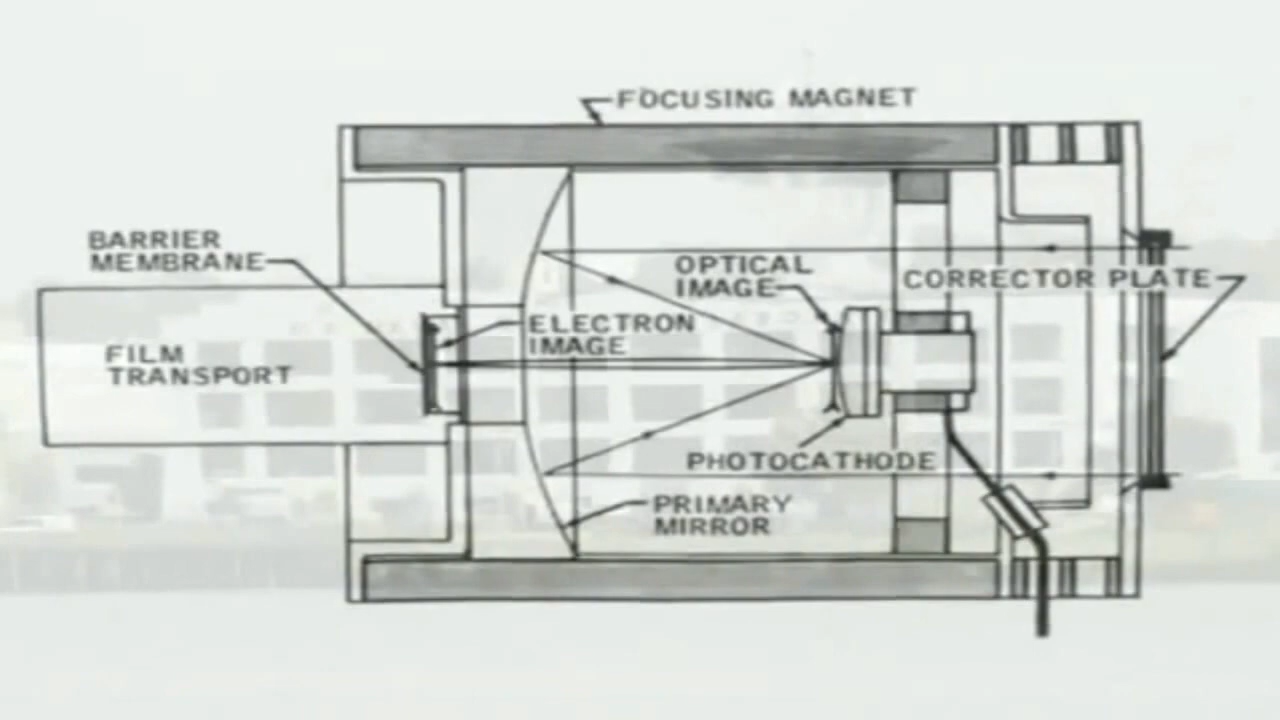 FOCUSING MAGNET
BARRIER
MEMBRANE
OPTICAL
IMAGE
CORRECTOR PLATE
ELECTRON
IMAGE
FILM
TRANSPORT
PHOTOCATHODE
PRIMARY
MIRROR